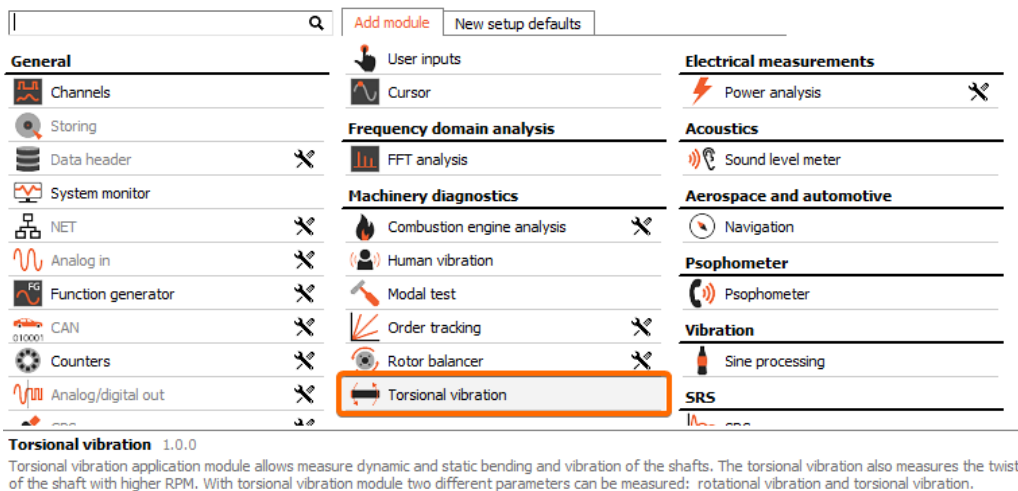 Add module
New setup defaults
General
Channels
Storing
Data header
System monitor
NET
Analog in
FG
Function generator
010001
CAN
Counters
Analog/digital out
User inputs
Cursor
Frequency domain analysis
FFT analysis
Machinery diagnostics
Combustion engine analysis
Human vibration
Modal test
Order tracking
Rotor balancer
Torsional vibration
Electrical measurements
Power analysis
Acoustics
Sound level meter
Aerospace and automotive
Navigation
Psophometer
Psophometer
Vibration
Sine processing
SRS
Torsional vibration 1.0.0
Torsional vibration application module allows measure dynamic and static bending and vibration of the shafts. The torsional vibration also measures the twist
of the shaft with higher RPM. With torsional vibration module two different parameters can be measured: rotational vibration and torsional vibration.